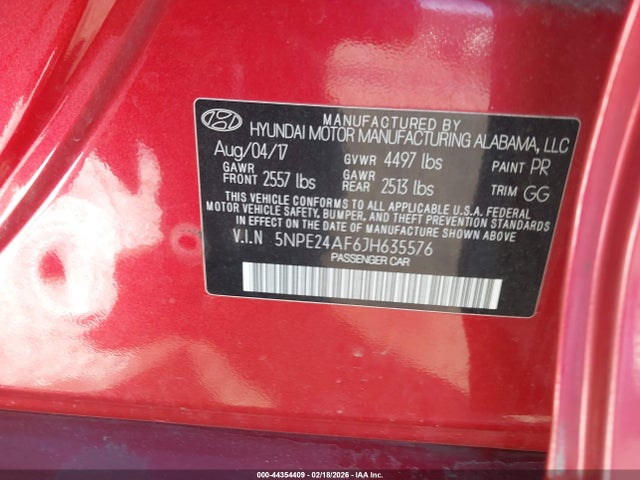 MANUFACTURED BY
HYUNDAI MOTOR MANUFACTURING ALABAMA, LLC
Aug/04/17 GVWR 4497 lbs PAINT PR
GAWR FRONT 2557 lbs GAWR REAR 2513 lbs TRIM GG
THIS VEHICLE CONFORMS TO ALL APPLICABLE U.S.A. FEDERAL
MOTOR VEHICLE SAFETY, BUMPER, AND THEFT PREVENTION STANDARDS
IN EFFECT ON THE DATE OF MANUFACTURE SHOWN ABOVE.
V.I.N 5NPE24AF6JH635576
PASSENGER CAR
000-44354409 - 02/18/2026 - IAA Inc.